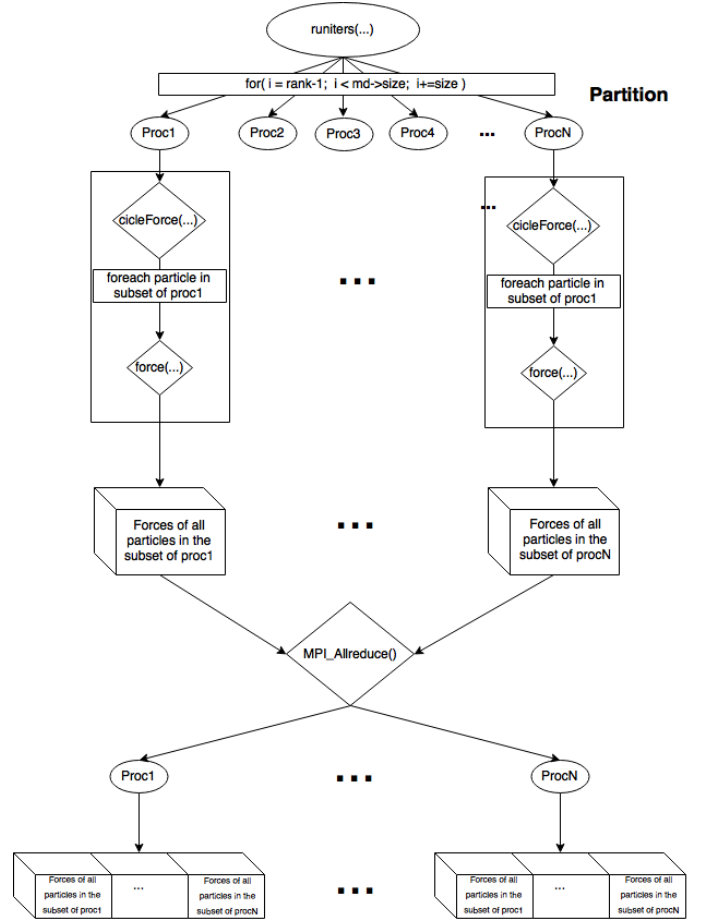 runiters(...)
for( i = rank-1;  i < md->size;  i+=size )
Partition
Proc1
Proc2
Proc3
Proc4
...
ProcN
cicleForce(...)
...
cicleForce(...)
foreach particle in
subset of proc1
...
foreach particle in
subset of proc1
force(...)
force(...)
Forces of all
particles in the
subset of proc1
...
Forces of all
particles in the
subset of procN
MPI_Allreduce()
Proc1
...
ProcN
Forces of all
particles in the
subset of proc1
...
Forces of all
particles in the
subset of procN
...
Forces of all
particles in the
subset of proc1
...
Forces of all
particles in the
subset of procN